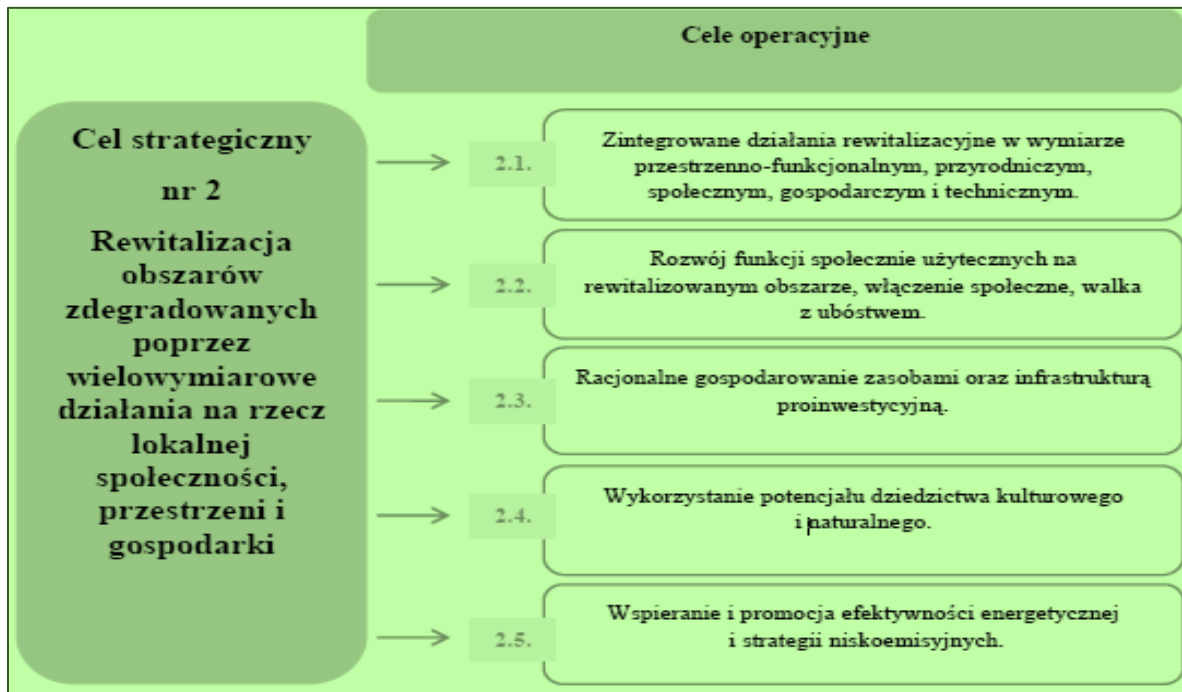 Cele operacyjne
Cel strategiczny
nr 2
Rewitalizacja
obszarów
zdegradowanych
poprzez
wielowymiarowe
działania na rzecz
lokalnej
społeczności,
przestrzeni i
gospodarki
2.1.
Zintegrowane działania rewitalizacyjne w wymiarze
przestrzenno-funkcjonalnym, przyrodniczym,
społecznym, gospodarczym i technicznym.
2.2.
Rozwój funkcji społecznie użytecznych na
rewitalizowanym obszarze, włączenie społeczne, walka
z ubóstwem.
2.3.
Racjonalne gospodarowanie zasobami oraz infrastrukturą
proinwestycyjną.
2.4.
Wykorzystanie potencjału dziedzictwa kulturowego
i naturalnego.
2.5.
Wspieranie i promocja efektywności energetycznej
i strategii niskoemisyjnych.